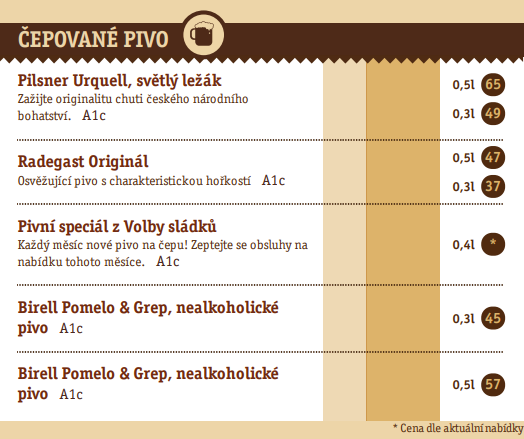 ČEPOVANÉ PIVO
Pilsner Urquell, světlý ležák
Zažijte originalitu chuti českého národního
bohatství. A1c
0,5l 65
0,3l 49
Radegast Originál
Osvěžující pivo s charakteristickou hořkostí A1c
0,5l 47
0,3l 37
Pivní speciál z Volby sládků
Každý měsíc nové pivo na čepu! Zeptejte se obsluhy na
nabídku tohoto měsíce. A1c
0,4l *
Birell Pomelo & Grep, nealkoholické
pivo A1c
0,3l 45
Birell Pomelo & Grep, nealkoholické
pivo A1c
0,5l 57
* Cena dle aktuální nabídky